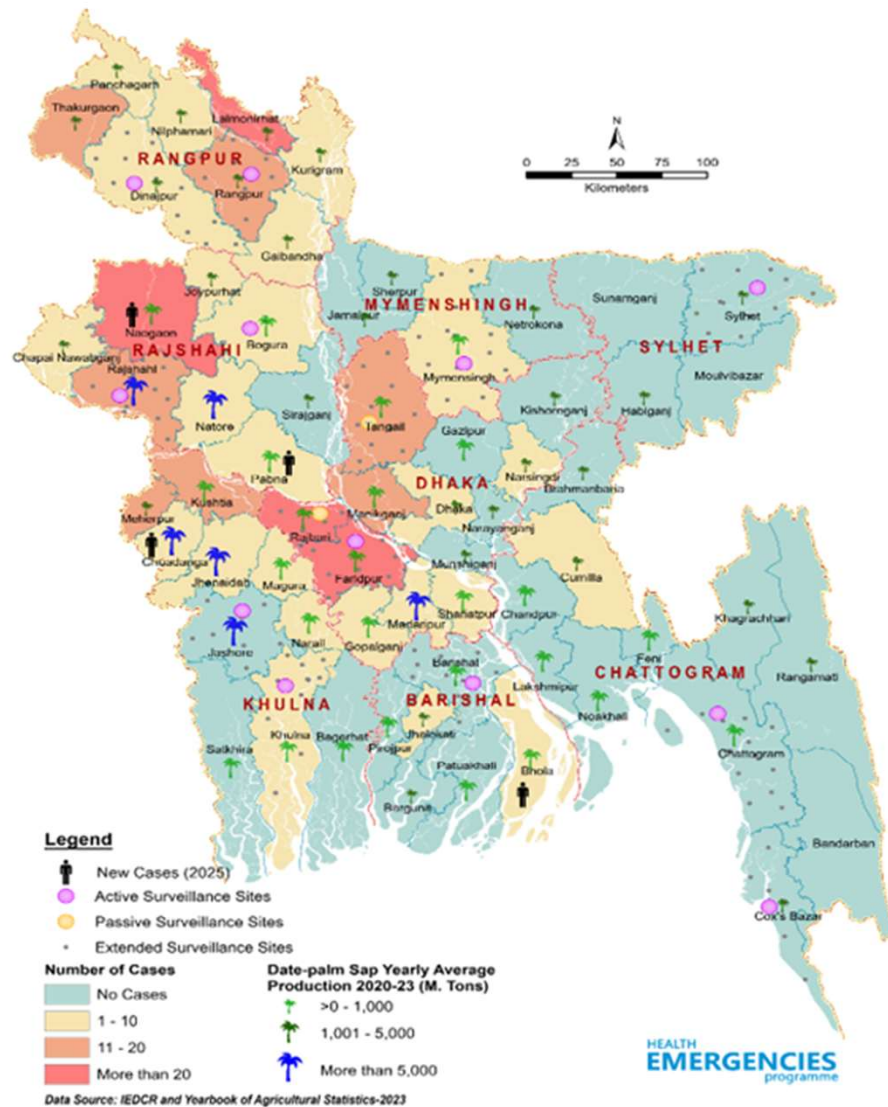 Panchagarh
Thakurgaon
Nilphamari
Lalmonirhat
RANGPUR
Kurigram
Dinajpur
Rangpur
Gaibandha
N
0 25 50 75 100
Kilometers
Joypurhat
Naogaon
Bogura
RAJSHAHI
Chapai Nawabganj
Rajshahi
Natore
Sirajganj
Pabna
Sherpur
Jamalpur
MYMENSHINGH
Netrokona
Mymensingh
Sunamganj
Sylhet
SYLHET
Moulvibazar
Habiganj
Kishoreganj
Tangail
Gazipur
Narsingdi
DHAKA
Dhaka
Brahmanbaria
Manikganj
Narayanganj
Munshiganj
Kushtia
Meherpur
Rajbari
Chuadanga
Jhenaidah
Magura
Faridpur
Cumilla
Madaripur
Shariatpur
Chandpur
Khagrachhari
Narail
Gopalganj
Jashore
Feni
Barishal
Lakshmipur
CHATTOGRAM
Rangamati
KHULNA
BARISHAL
Noakhali
Khulna
Bagerhat
Jhalokati
Pirojpur
Satkhira
Patuakhali
Bhola
Chattogram
Barguna
Bandarban
Cox's Bazar
Legend
New Cases (2025)
Active Surveillance Sites
Passive Surveillance Sites
Extended Surveillance Sites
Number of Cases
No Cases
1 - 10
11 - 20
More than 20
Date-palm Sap Yearly Average
Production 2020-23 (M. Tons)
>0 - 1,000
1,001 - 5,000
More than 5,000
HEALTH
EMERGENCIES
programme
Data Source: IEDCR and Yearbook of Agricultural Statistics-2023